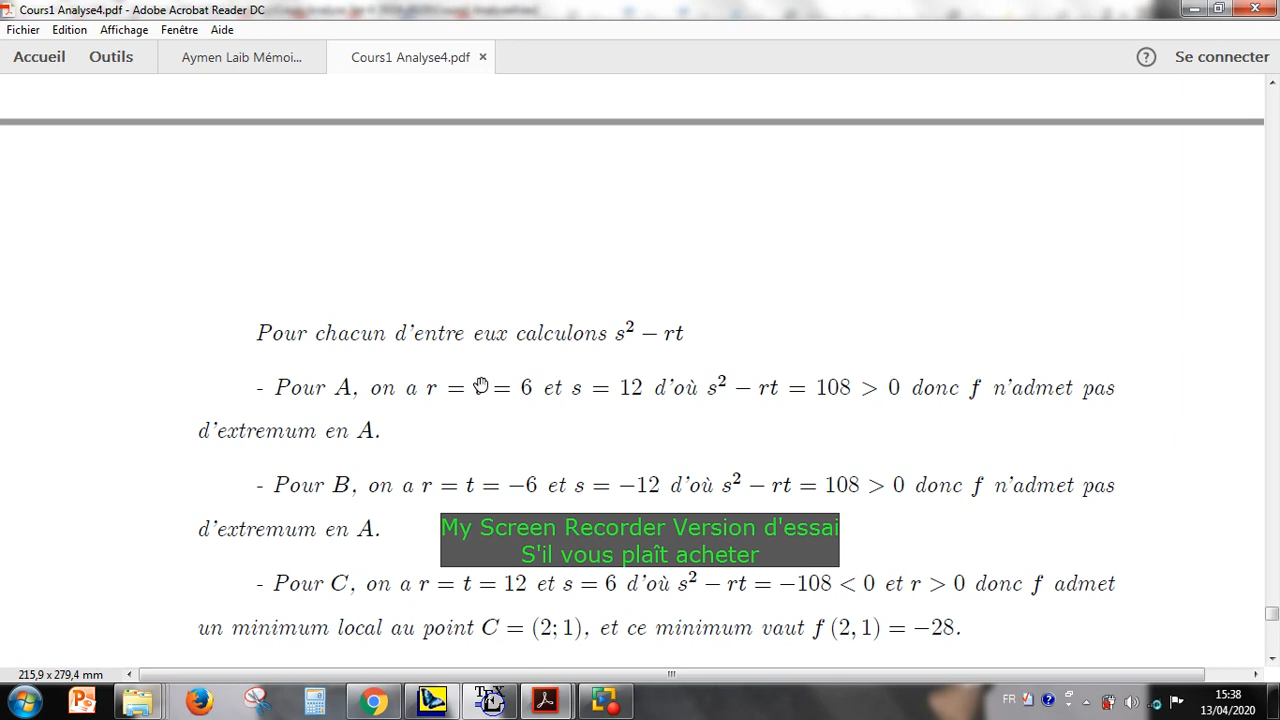 Cours1 Analyse4.pdf - Adobe Acrobat Reader DC
Fichier Edition Affichage Fenêtre Aide
Accueil Outils Aymen Laib Mémoi... Cours1 Analyse4.pdf × ? Se connecter
Pour chacun d'entre eux calculons s² − rt
- Pour A, on a r = = 6 et s = 12 d'où s² − rt = 108 > 0 donc f n'admet pas
d'extremum en A.
- Pour B, on a r = t = −6 et s = −12 d'où s² − rt = 108 > 0 donc f n'admet pas
d'extremum en A.
My Screen Recorder Version d'essai
S'il vous plaît acheter
- Pour C, on a r = t = 12 et s = 6 d'où s² − rt = −108 < 0 et r > 0 donc f admet
un minimum local au point C = (2; 1), et ce minimum vaut f (2, 1) = −28.
215,9 x 279,4 mm
FR 15:38
13/04/2020